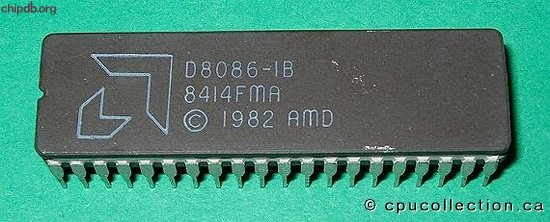 chipdb.org
D8086-1B
8414FMA
© 1982 AMD
© cpucollection.ca